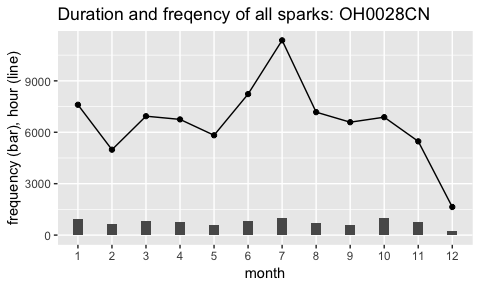 Duration and freqency of all sparks: OH0028CN
frequency (bar), hour (line)
9000
6000
3000
0
1 2 3 4 5 6 7 8 9 10 11 12
month